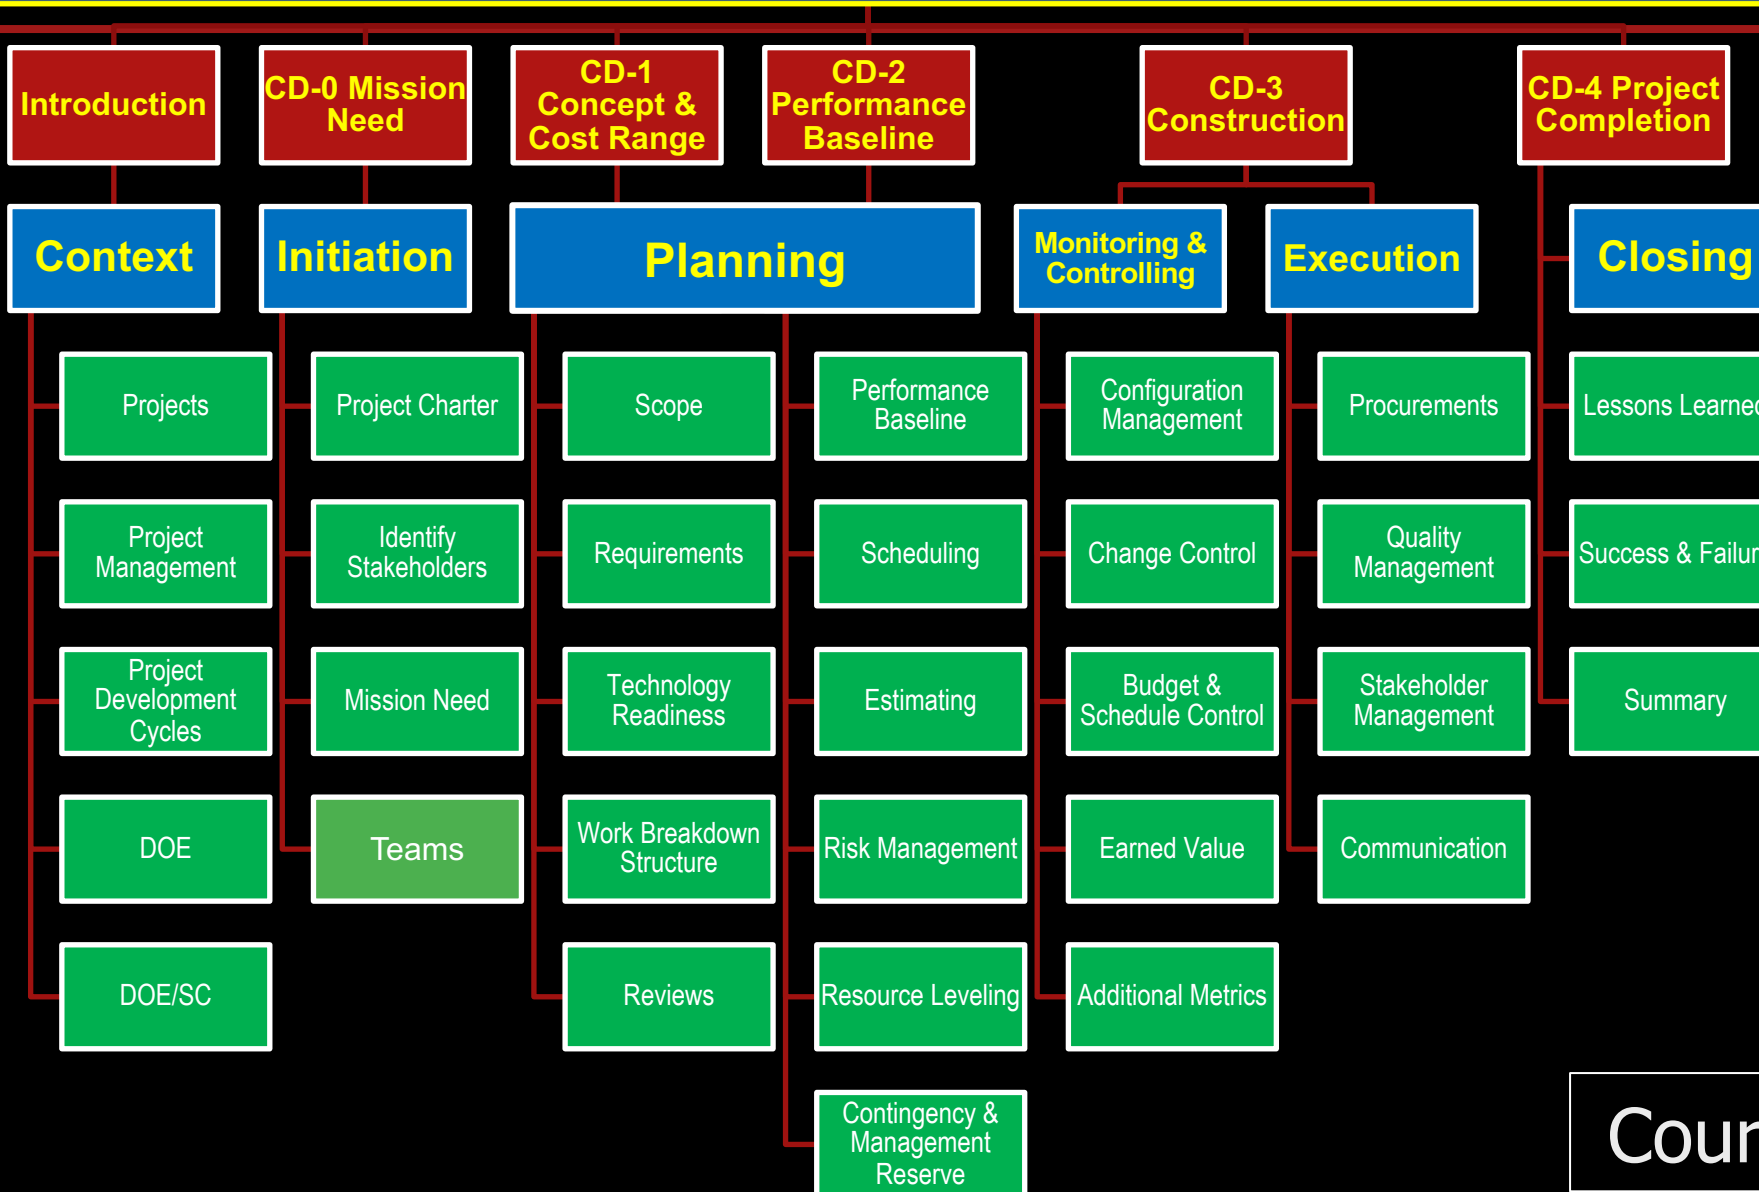 Introduction
CD-0 Mission
Need
CD-1
Concept &
Cost Range
CD-2
Performance
Baseline
CD-3
Construction
CD-4 Project
Completion
Context
Initiation
Planning
Monitoring &
Controlling
Execution
Closing
Projects
Project
Management
Project
Development
Cycles
DOE
DOE/SC
Project Charter
Identify
Stakeholders
Mission Need
Teams
Scope
Requirements
Technology
Readiness
Work Breakdown
Structure
Reviews
Performance
Baseline
Scheduling
Estimating
Risk Management
Resource Leveling
Contingency &
Management
Reserve
Configuration
Management
Change Control
Budget &
Schedule Control
Earned Value
Additional Metrics
Procurements
Quality
Management
Stakeholder
Management
Communication
Lessons Learned
Success &
Summary